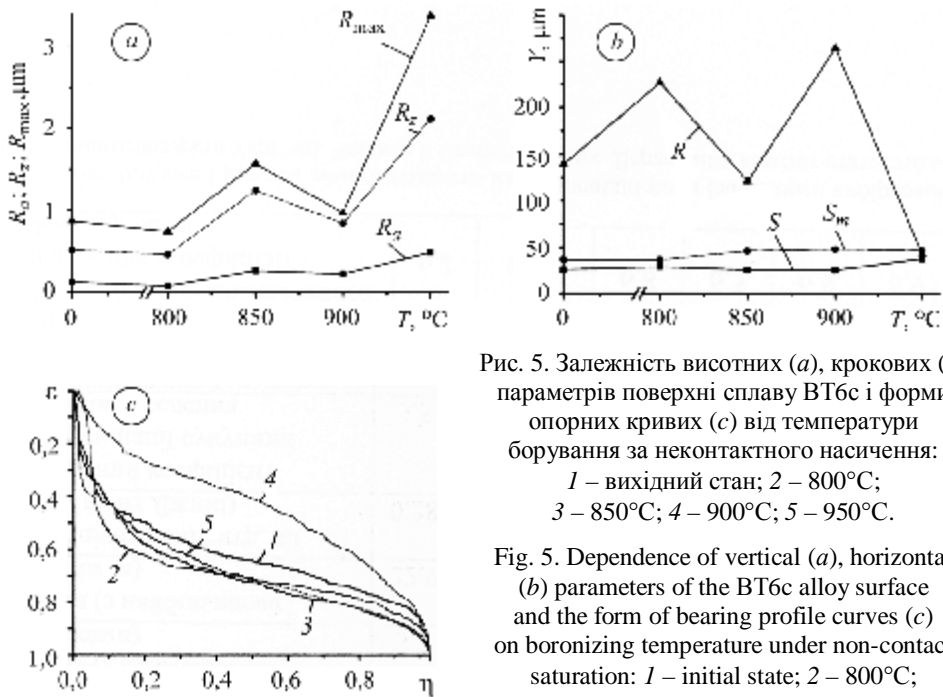 a
R_max
R_z
R_a
R_a; R_z; R_max, μm
3
2
1
0
0 800 850 900 T, °C
b
Y, μm
R
S
S_m
200
150
100
50
0
0 800 850 900 T, °C
c
ε
0,2
0,4
0,6
0,8
1,0
0,0 0,2 0,4 0,6 0,8 η
4
5
1
2
3
Рис. 5. Залежність висотних (a), крокових (
параметрів поверхні сплаву ВТ6с і форми
опорних кривих (c) від температури
борування за неконтактного насичення:
1 – вихідний стан; 2 – 800°C;
3 – 850°C; 4 – 900°C; 5 – 950°C.
Fig. 5. Dependence of vertical (a), horizonta
(b) parameters of the BT6c alloy surface
and the form of bearing profile curves (c)
on boronizing temperature under non-contac
saturation: 1 – initial state; 2 – 800°C;